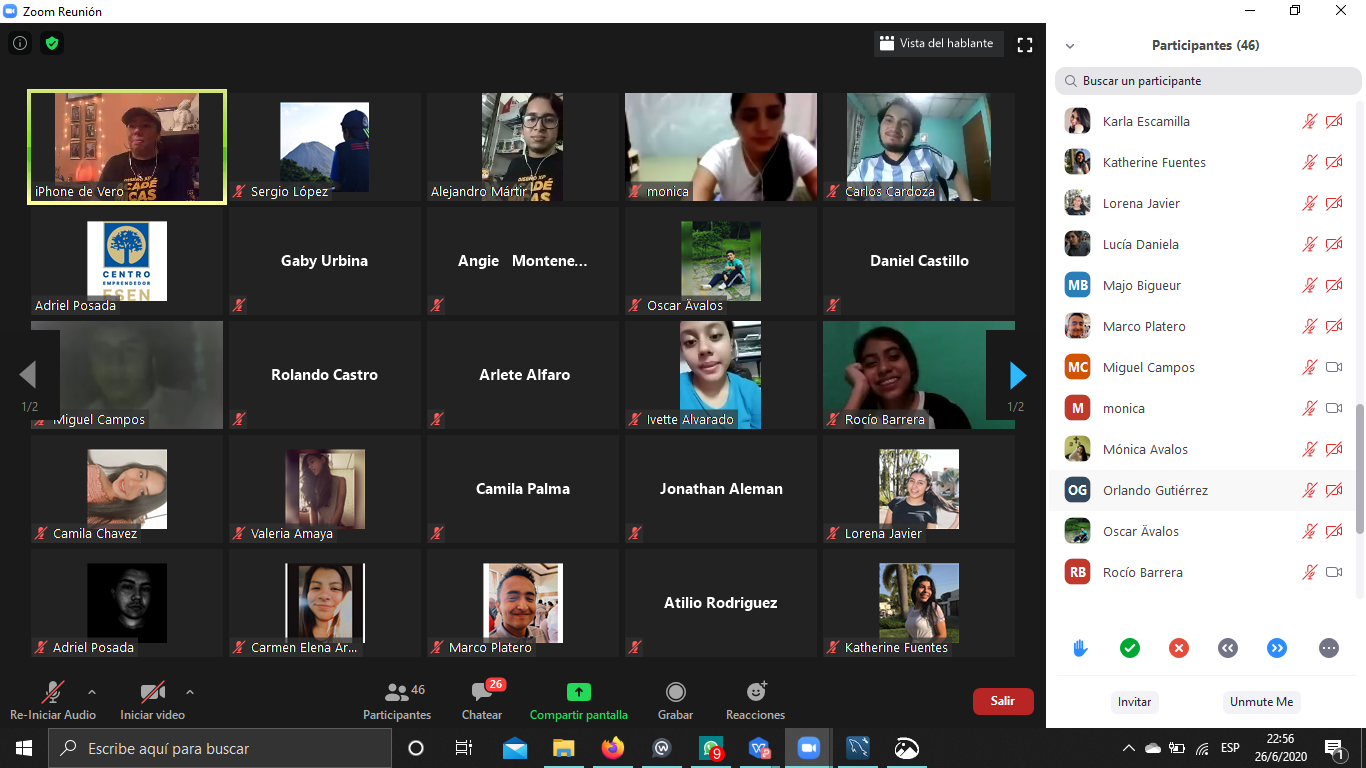 Zoom Reunión
Vista del hablante
iPhone de Vero
Sergio López
Alejandro Mártir
monica
Carlos Cardoza
CENTRO
EMPRENDEDOR
ESEN
Adriel Posada
Gaby Urbina
Angie Montene...
Oscar Ävalos
Daniel Castillo
1/2
Miguel Campos
Rolando Castro
Arlete Alfaro
Ivette Alvarado
Rocío Barrera
1/2
Camila Chavez
Valeria Amaya
Camila Palma
Jonathan Aleman
Lorena Javier
Adriel Posada
Carmen Elena Ar...
Marco Platero
Atilio Rodriguez
Katherine Fuentes
Re-Iniciar Audio
Iniciar video
46
Participantes
26
Chatear
Compartir pantalla
Grabar
Reacciones
Salir
Participantes (46)
Buscar un participante
Karla Escamilla
Katherine Fuentes
Lorena Javier
Lucía Daniela
MB Majo Bigueur
Marco Platero
MC Miguel Campos
M monica
Mónica Avalos
OG Orlando Gutiérrez
Oscar Ävalos
RB Rocío Barrera
Invitar
Unmute Me
Escribe aquí para buscar
9
ESP
22:56
26/6/2020
1